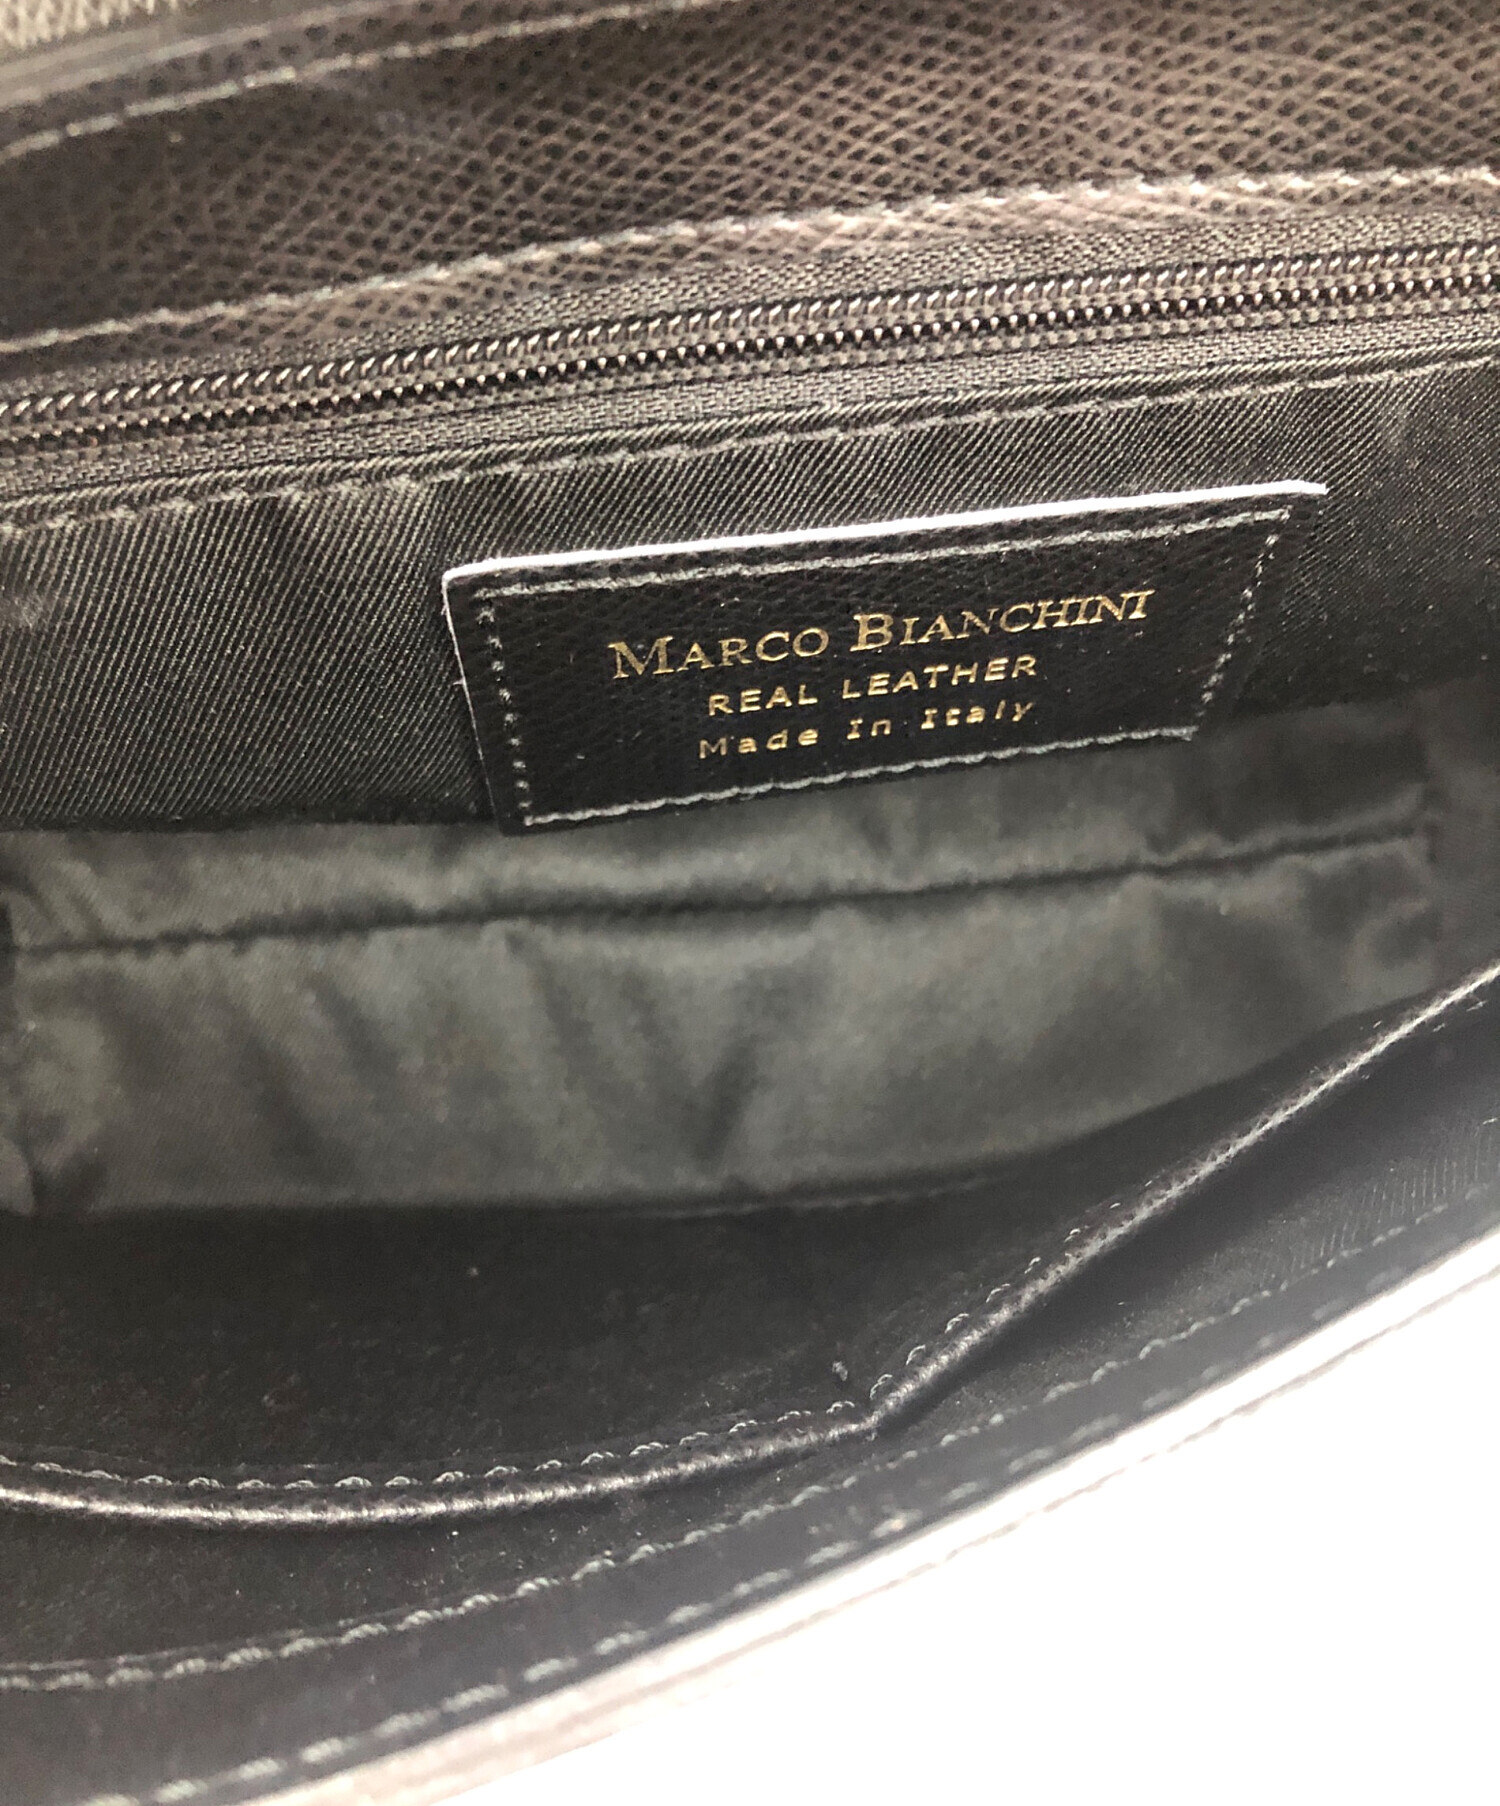 MARCO BIANCHINI
REAL LEATHER
Made In Italy